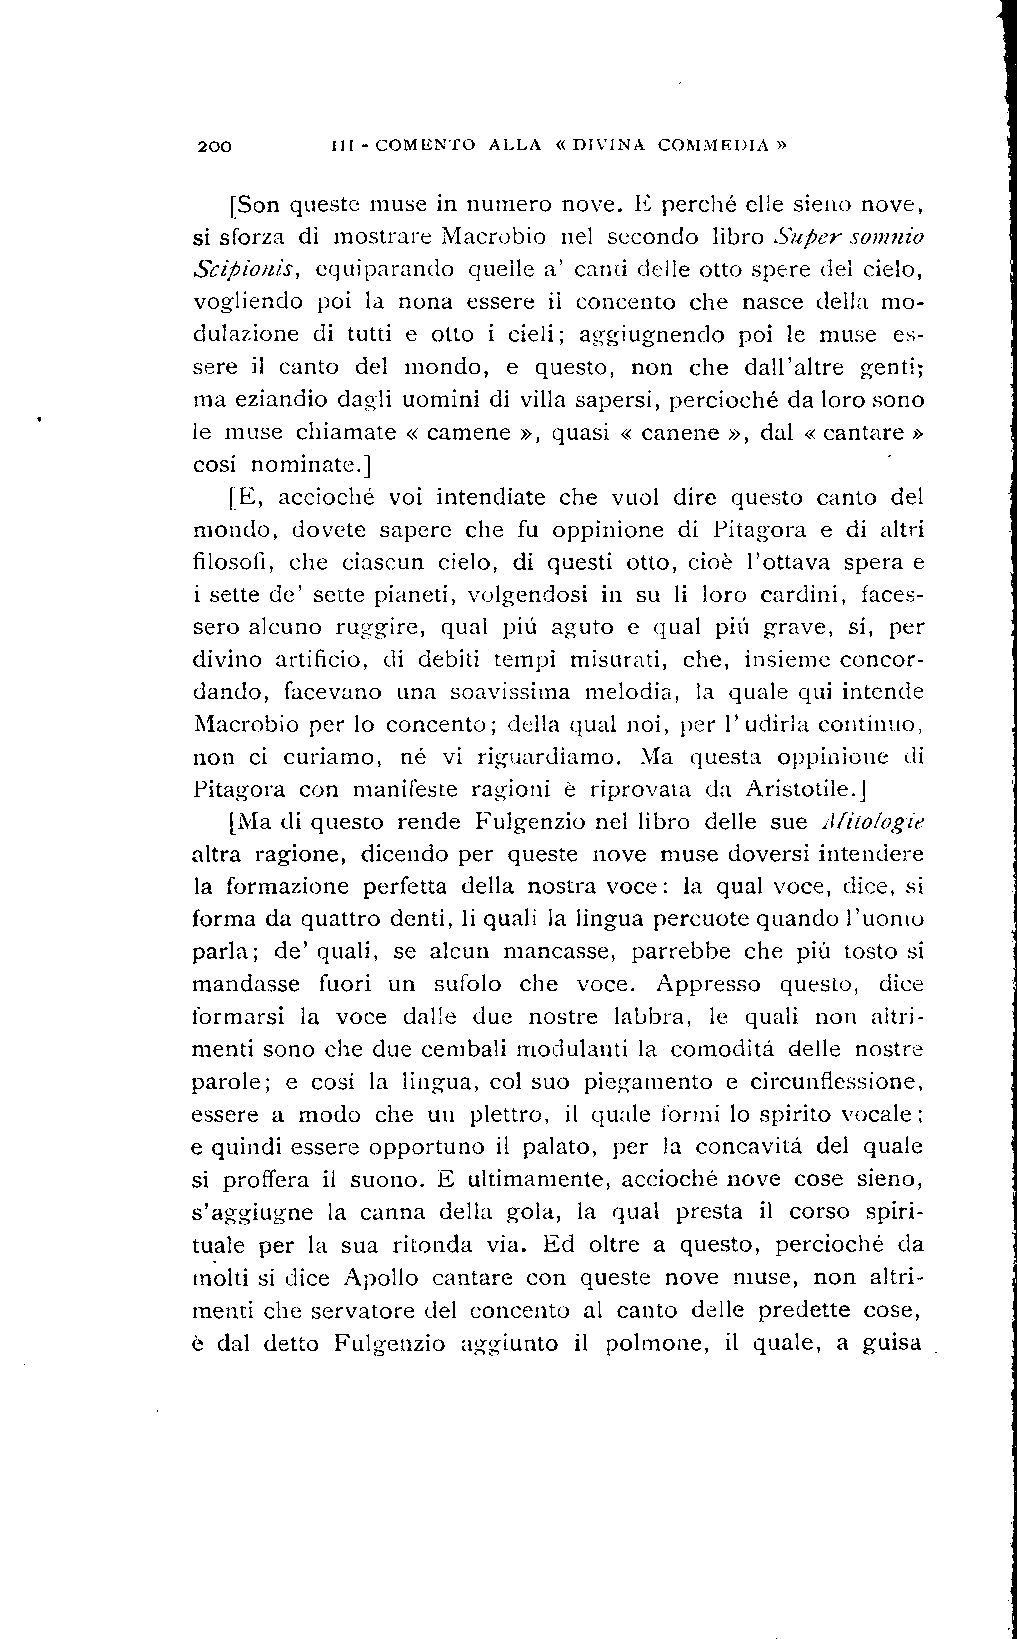 200 III - COMENTO ALLA « DIVINA COMMEDIA »
[Son queste muse in numero nove. E perché elle sieno nove,
si sforza di mostrare Macrobio nel secondo libro Super somnio
Scipionis, equiparando quelle a' canti delle otto spere del cielo,
vogliendo poi la nona essere il concento che nasce della mo-
dulazione di tutti e otto i cieli; aggiugnendo poi le muse es-
sere il canto del mondo, e questo, non che dall'altre genti;
ma eziandio dagli uomini di villa sapersi, percioché da loro sono
le muse chiamate « camene », quasi « canene », dal « cantare »
cosí nominate.]
[E, accioché voi intendiate che vuol dire questo canto del
mondo, dovete sapere che fu oppinione di Pitagora e di altri
filosofi, che ciascun cielo, di questi otto, cioè l'ottava spera e
i sette de' sette pianeti, volgendosi in su li loro cardini, faces-
sero alcuno ruggire, qual piú aguto e qual piú grave, sí, per
divino artificio, di debiti tempi misurati, che, insieme concor-
dando, facevano una soavissima melodia, la quale qui intende
Macrobio per lo concento; della qual noi, per l'udirla continuo,
non ci curiamo, né vi riguardiamo. Ma questa oppinione di
Pitagora con manifeste ragioni è riprovata da Aristotile.]
[Ma di questo rende Fulgenzio nel libro delle sue Mitologie
altra ragione, dicendo per queste nove muse doversi intendere
la formazione perfetta della nostra voce: la qual voce, dice, si
forma da quattro denti, li quali la lingua percuote quando l'uomo
parla; de' quali, se alcun mancasse, parrebbe che piú tosto si
mandasse fuori un sufolo che voce. Appresso questo, dice
formarsi la voce dalle due nostre labbra, le quali non altri-
menti sono che due cembali modulanti la comoditá delle nostre
parole; e cosí la lingua, col suo piegamento e circunflessione,
essere a modo che un plettro, il quale formi lo spirito vocale;
e quindi essere opportuno il palato, per la concavitá del quale
si proffera il suono. E ultimamente, accioché nove cose sieno,
s'aggiugne la canna della gola, la qual presta il corso spiri-
tuale per la sua ritonda via. Ed oltre a questo, percioché da
molti si dice Apollo cantare con queste nove muse, non altri-
menti che servatore del concento al canto delle predette cose,
è dal detto Fulgenzio aggiunto il polmone, il quale, a guisa